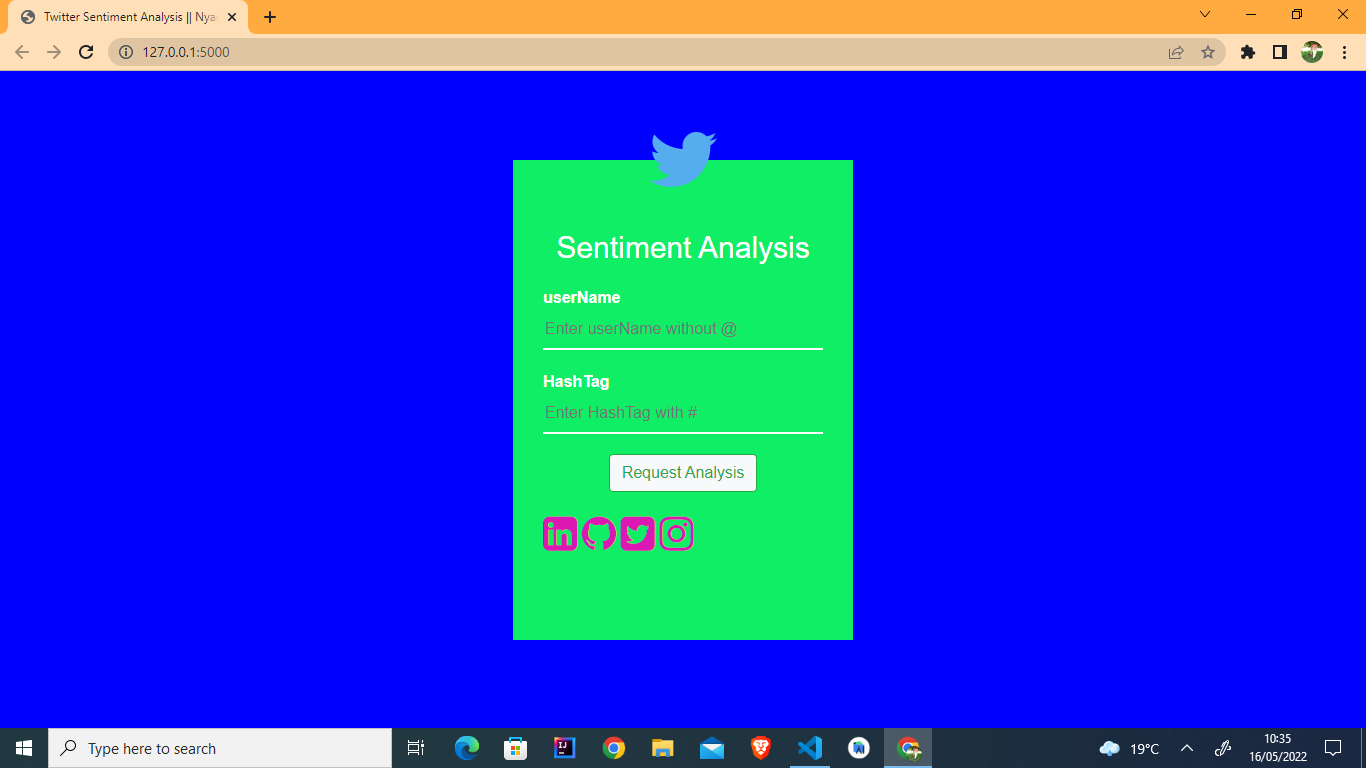 Twitter Sentiment Analysis || Nya
127.0.0.1:5000
Sentiment Analysis
userName
Enter userName without @
HashTag
Enter HashTag with #
Request Analysis
in
Type here to search
19°C
10:35
16/05/2022